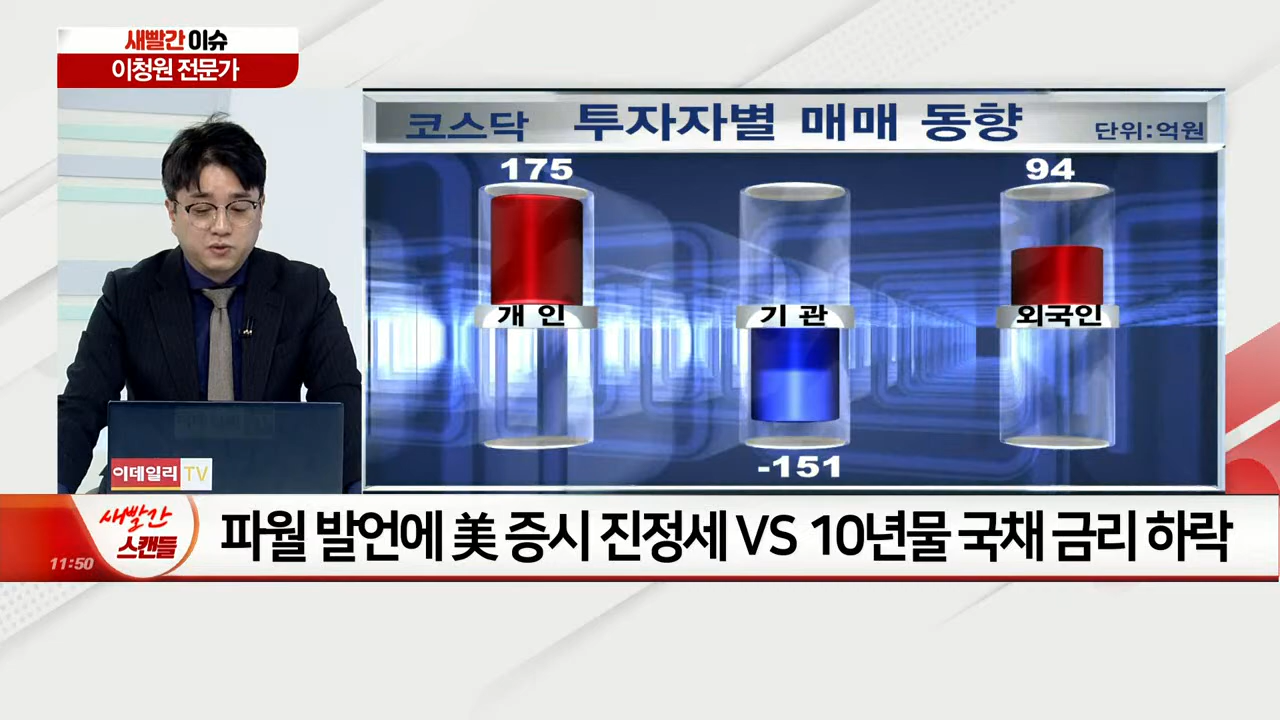 새빨간 이슈
이청원 전문가
코스닥 투자자별 매매 동향 단위:억원
175 94
개 인 기 관 외국인
-151
이데일리 TV
새빨간
스캔들
11:50
파월 발언에 美 증시 진정세 VS 10년물 국채 금리 하락